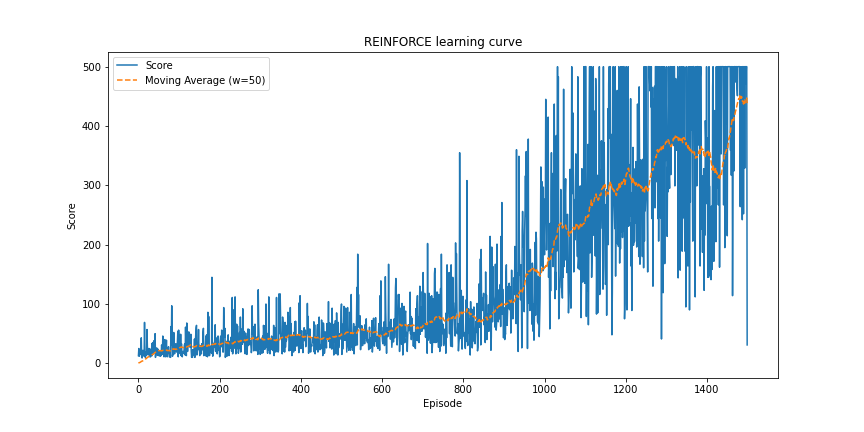 REINFORCE learning curve
Score
Moving Average (w=50)
500
400
300
200
100
0
Score
0 200 400 600 800 1000 1200 1400
Episode